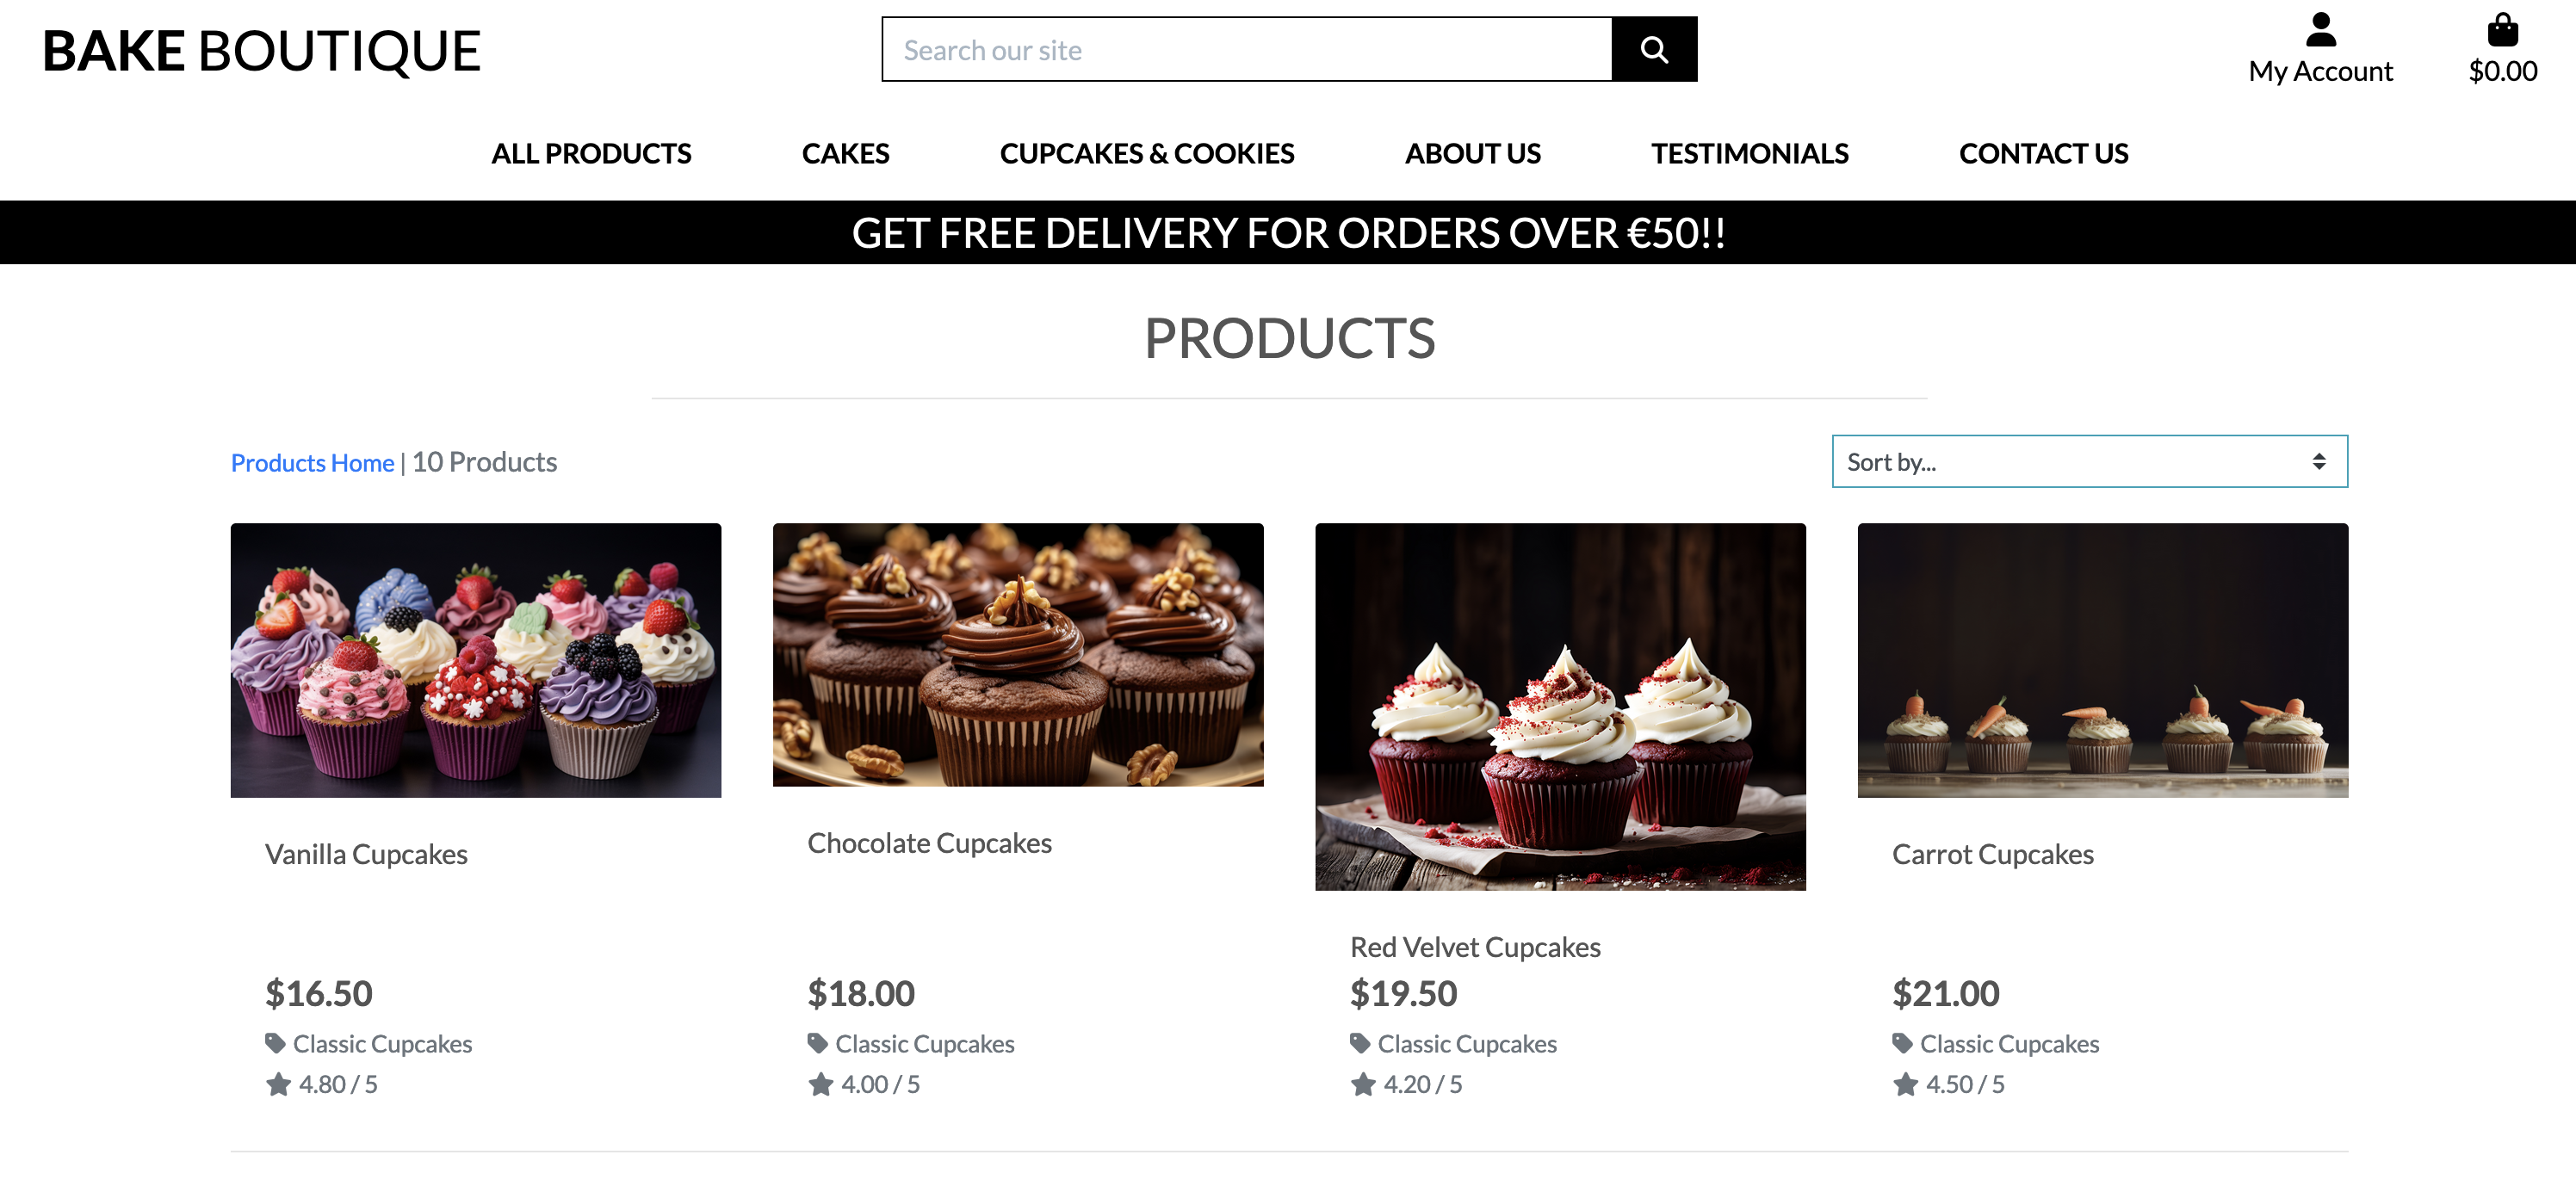 BAKE BOUTIQUE
Search our site
My Account
$0.00
ALL PRODUCTS
CAKES
CUPCAKES & COOKIES
ABOUT US
TESTIMONIALS
CONTACT US
GET FREE DELIVERY FOR ORDERS OVER €50!!
PRODUCTS
Products Home | 10 Products
Sort by...
Vanilla Cupcakes
$16.50
Classic Cupcakes
4.80 / 5
Chocolate Cupcakes
$18.00
Classic Cupcakes
4.00 / 5
Red Velvet Cupcakes
$19.50
Classic Cupcakes
4.20 / 5
Carrot Cupcakes
$21.00
Classic Cupcakes
4.50 / 5